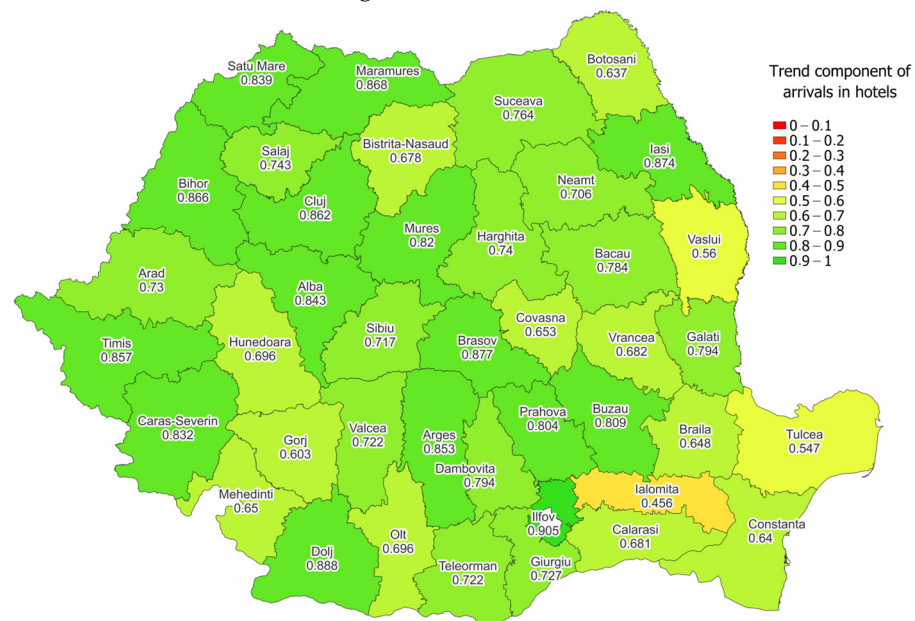 Botosani
0.637
Satu Mare
0.839
Maramures
0.868
Suceava
0.764
Trend component of
arrivals in hotels
0 – 0.1
0.1 – 0.2
0.2 – 0.3
0.3 – 0.4
0.4 – 0.5
0.5 – 0.6
0.6 – 0.7
0.7 – 0.8
0.8 – 0.9
0.9 – 1
Salaj
0.743
Bistrita-Nasaud
0.678
Iasi
0.874
Bihor
0.866
Cluj
0.862
Neamt
0.706
Mures
0.82
Harghita
0.74
Bacau
0.784
Vaslui
0.56
Arad
0.73
Alba
0.843
Timis
0.857
Hunedoara
0.696
Sibiu
0.717
Brasov
0.877
Covasna
0.653
Vrancea
0.682
Galati
0.794
Caras-Severin
0.832
Gorj
0.603
Valcea
0.722
Arges
0.853
Prahova
0.804
Buzau
0.809
Braila
0.648
Tulcea
0.547
Dambovita
0.794
Mehedinti
0.65
Ialomita
0.456
Ilfov
0.905
Calarasi
0.681
Constanta
0.64
Dolj
0.888
Olt
0.696
Teleorman
0.722
Giurgiu
0.727